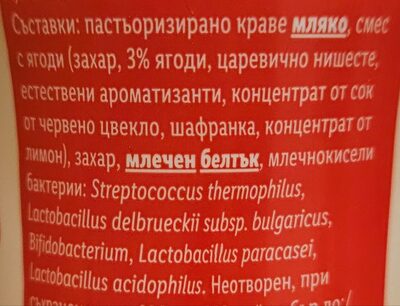 Съставки: пастьоризирано краве мляко, смес
с ягоди (захар, 3% ягоди, царевично нишесте,
естествени ароматизанти, концентрат от сок
от червено цвекло, шафранка, концентрат от
лимон), захар, млечен белтък, млечнокисели
бактерии: Streptococcus thermophilus,
Lactobacillus delbrueckii subsp. bulgaricus,
Bifidobacterium, Lactobacillus paracasei,
Lactobacillus acidophilus. Неотворен, при